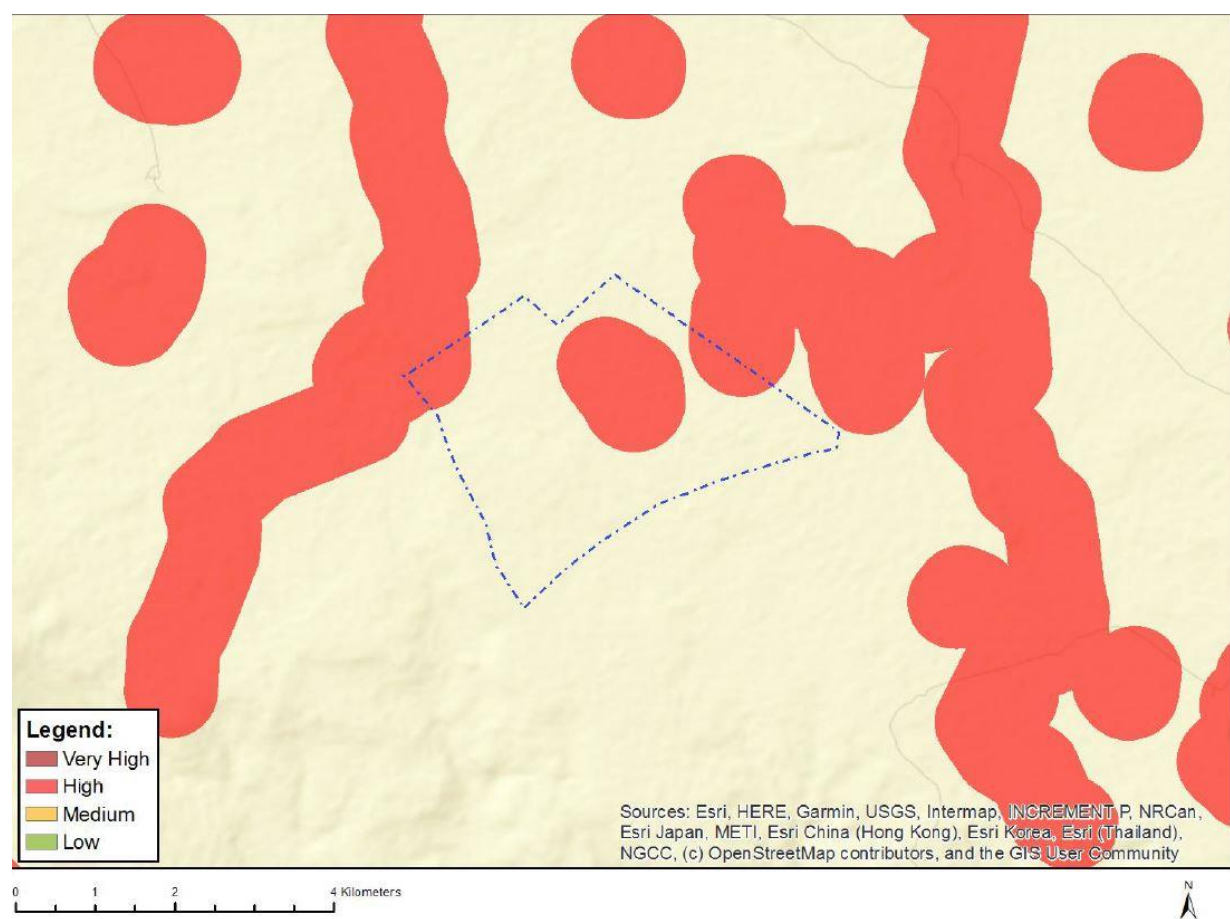 Legend:
Very High
High
Medium
Low
Sources: Esri, HERE, Garmin, USGS, Intermap, INCREMENT P, NRCan,
Esri Japan, METI, Esri China (Hong Kong), Esri Korea, Esri (Thailand),
NGCC, (c) OpenStreetMap contributors, and the GIS User Community
0 1 2 4 Kilometers
N